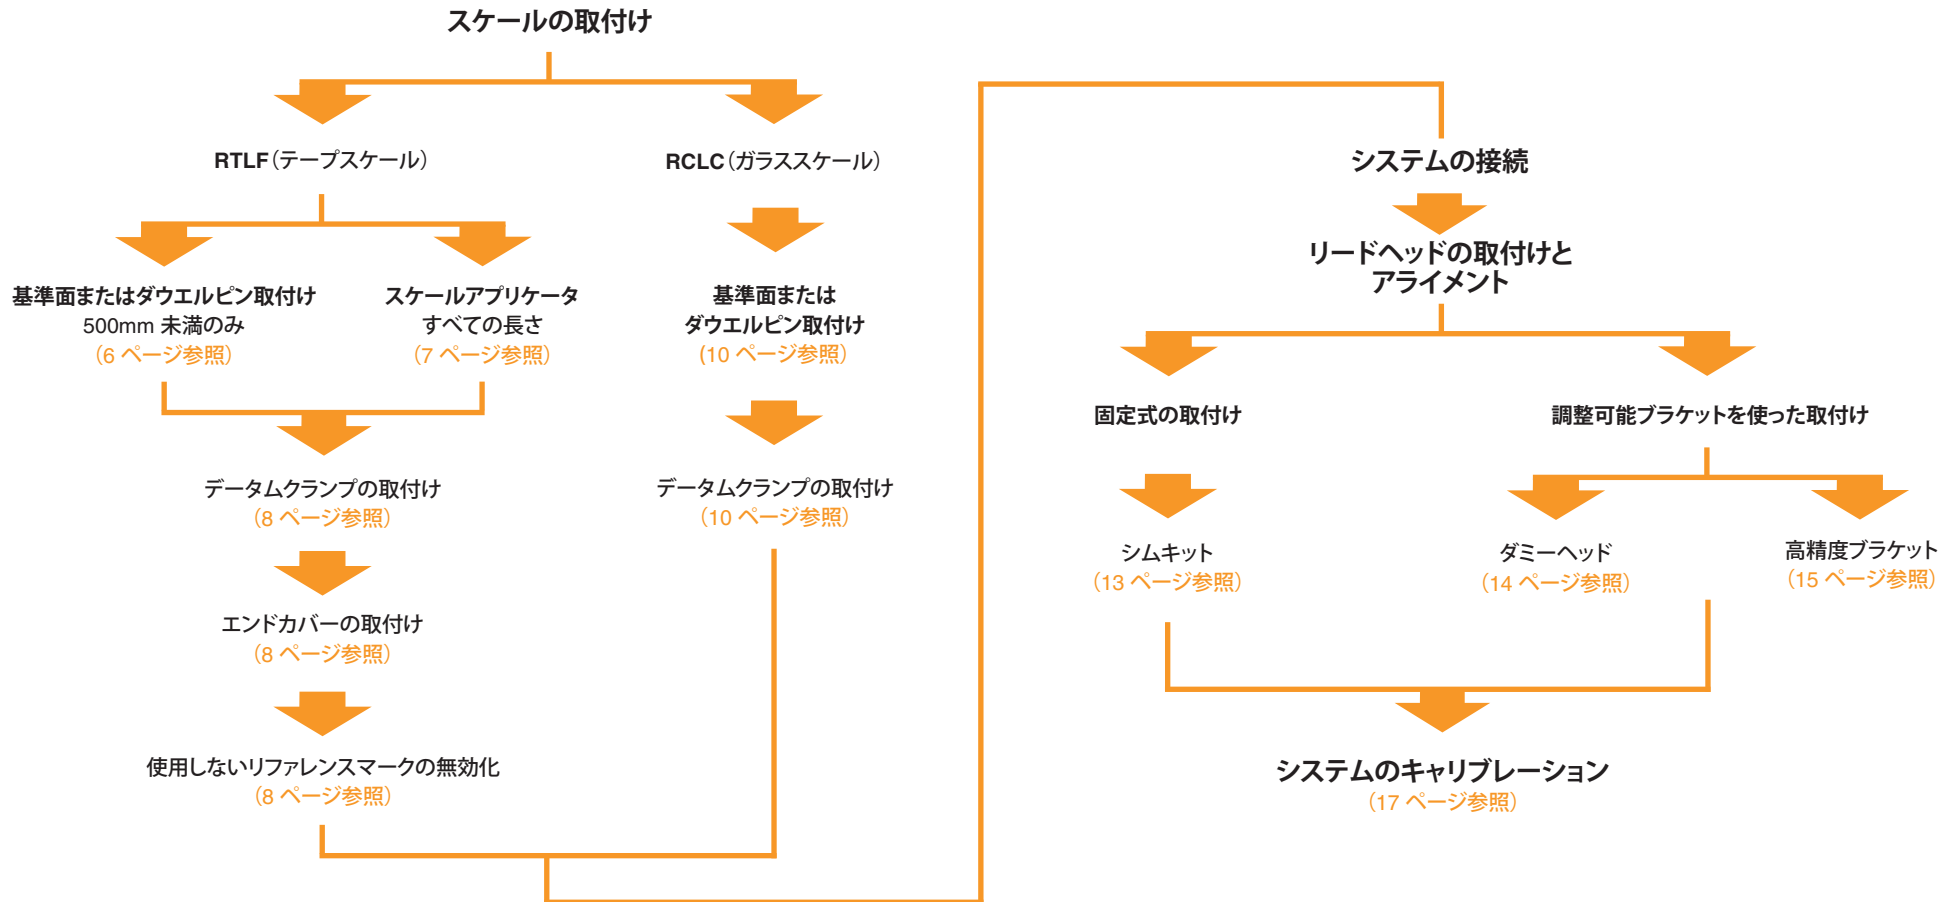 スケールの取付け
RTLF（テープスケール）
RCLC（ガラススケール）
基準面またはダウエルピン取付け
500mm 未満のみ
（6 ページ参照）
スケールアプリケータ
すべての長さ
（7 ページ参照）
基準面または
ダウエルピン取付け
（10 ページ参照）
データムクランプの取付け
（8 ページ参照）
データムクランプの取付け
（10 ページ参照）
エンドカバーの取付け
（8 ページ参照）
使用しないリファレンスマークの無効化
（8 ページ参照）
システムの接続
リードヘッドの取付けと
アライメント
固定式の取付け
調整可能ブラケットを使った取付け
シムキット
（13 ページ参照）
ダミーヘッド
（14 ページ参照）
高精度ブラケット
（15 ページ参照）
システムのキャリブレーション
（17 ページ参照）